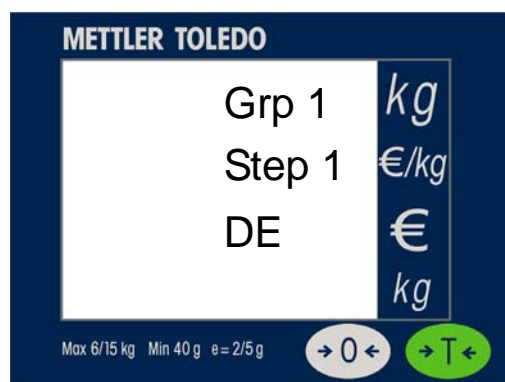 METTLER TOLEDO
Grp 1 kg
Step 1 €/kg
DE €
kg
Max 6/15 kg Min 40 g e = 2/5 g →0← →T←